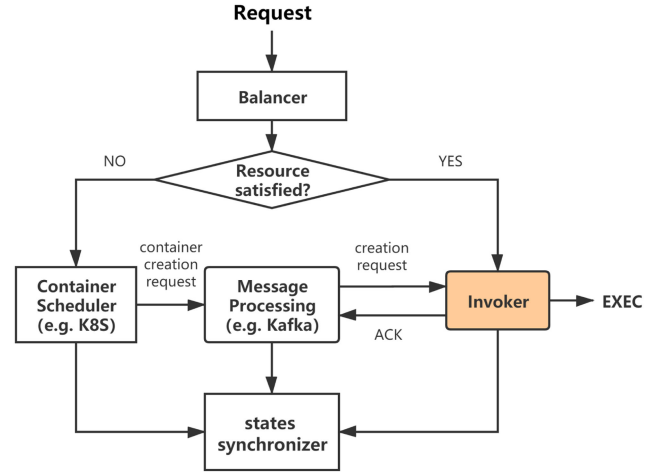 Request
Balancer
Resource
satisfied?
NO
YES
container
creation
request
creation
request
Container
Scheduler
(e.g. K8S)
Message
Processing
(e.g. Kafka)
Invoker
EXEC
ACK
states
synchronizer